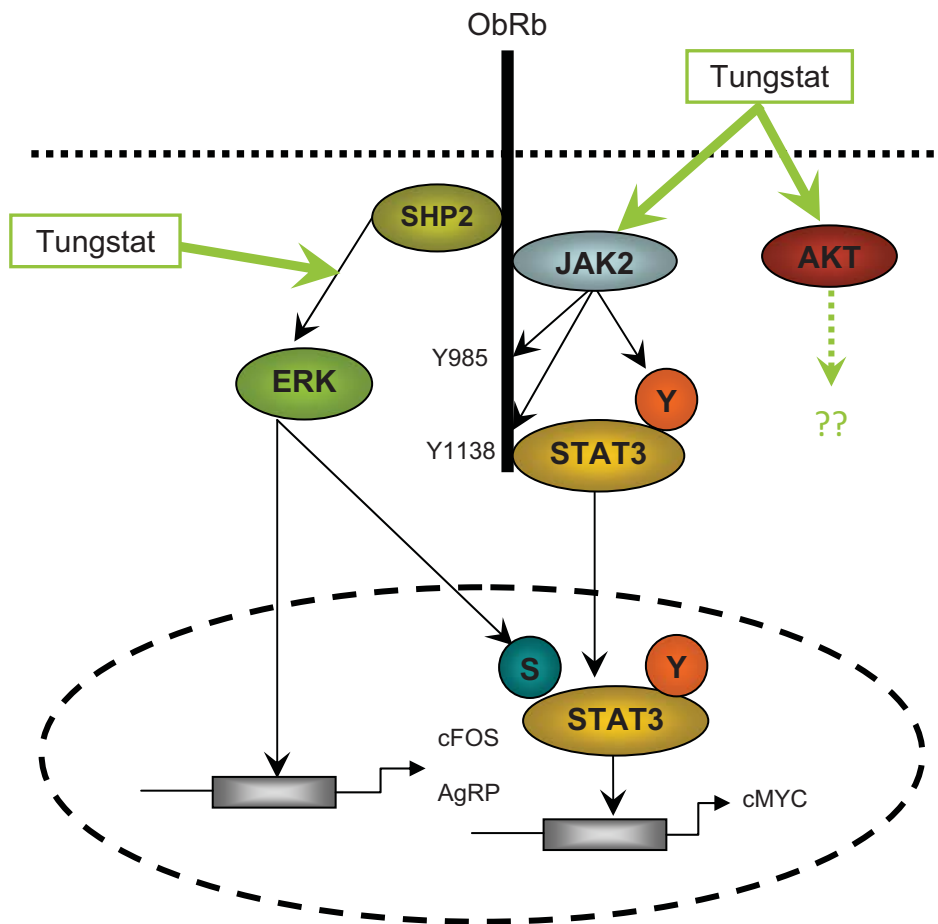 ObRb
Tungstat
SHP2
Tungstat
JAK2
AKT
Y985
ERK
Y
??
Y1138
STAT3
S
Y
STAT3
cFOS
AgRP
cMYC